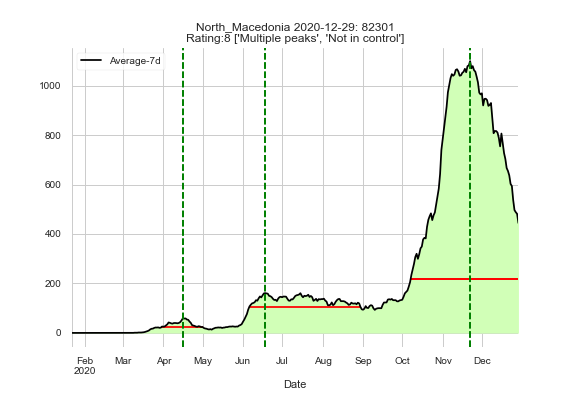 North_Macedonia 2020-12-29: 82301
Rating:8 ['Multiple peaks', 'Not in control']
Average-7d
1000
800
600
400
200
0
Feb Mar Apr May Jun Jul Aug Sep Oct Nov Dec
2020
Date